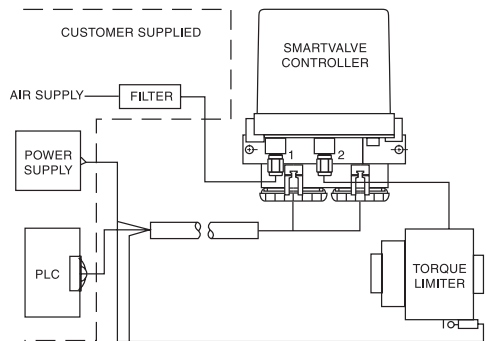 CUSTOMER SUPPLIED
SMARTVALVE
CONTROLLER
AIR SUPPLY
FILTER
1
2
POWER
SUPPLY
PLC
TORQUE
LIMITER